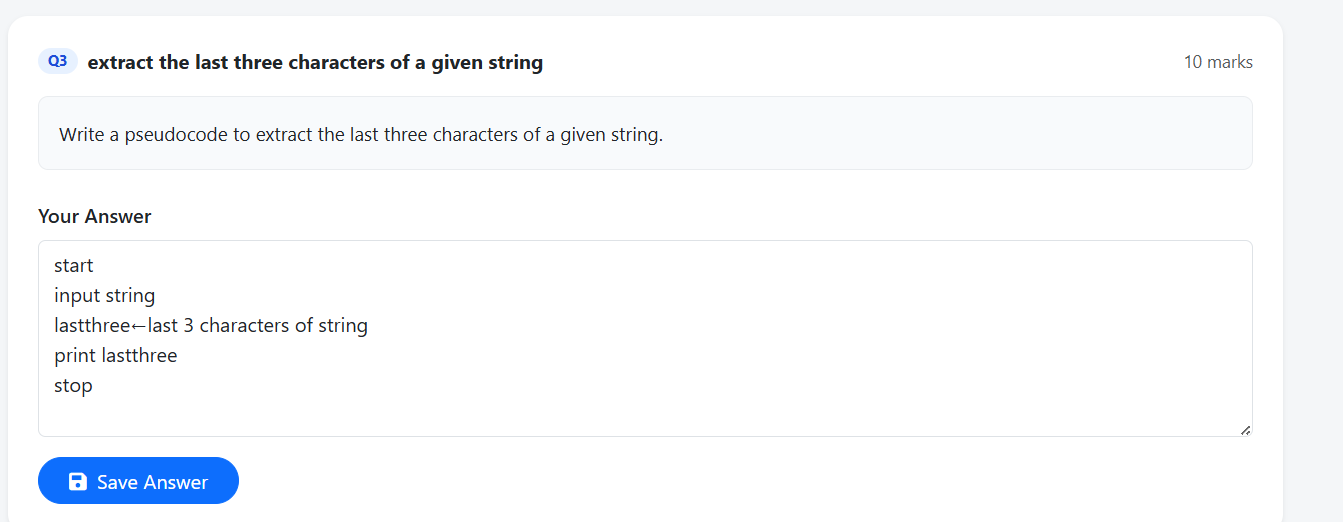 Q3 extract the last three characters of a given string 10 marks
Write a pseudocode to extract the last three characters of a given string.
Your Answer
start
input string
lastthree←last 3 characters of string
print lastthree
stop
Save Answer